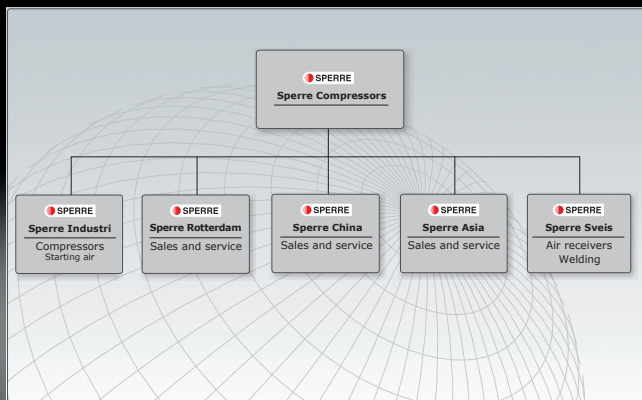 SPERRE
Sperre Compressors
SPERRE
Sperre Industri
Compressors
Starting air
SPERRE
Sperre Rotterdam
Sales and service
SPERRE
Sperre China
Sales and service
SPERRE
Sperre Asia
Sales and service
SPERRE
Sperre Sveis
Air receivers
Welding